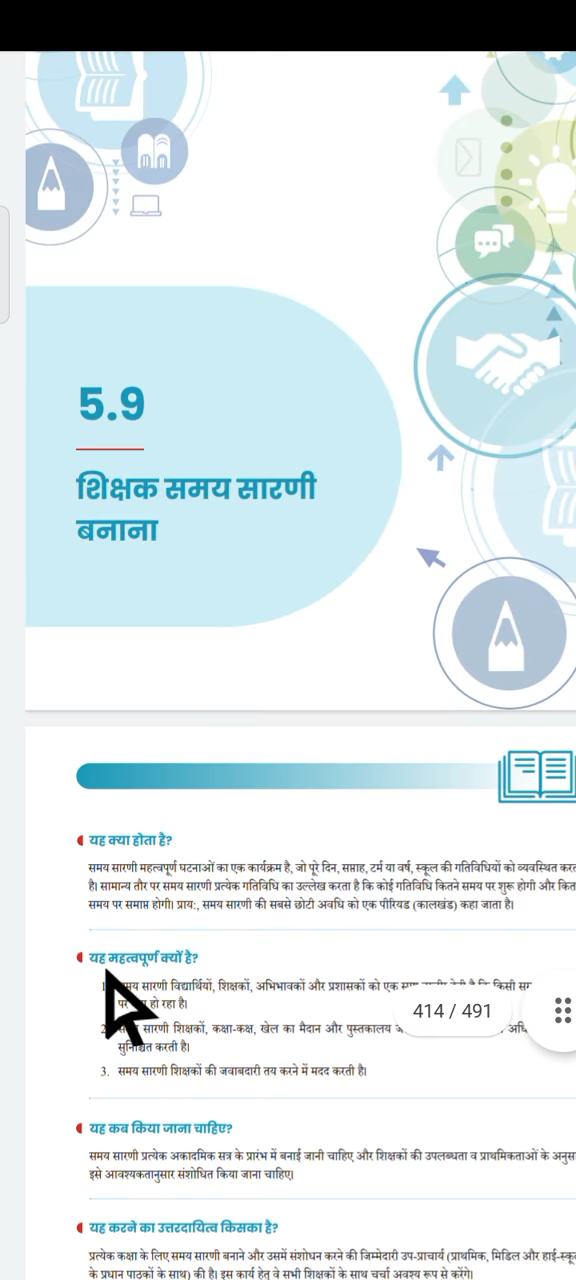 5.9
शिक्षक समय सारणी
बनाना
यह क्या होता है?
समय सारणी महत्वपूर्ण घटनाओं का एक कार्यक्रम है, जो पूरे दिन, सप्ताह, टर्म या वर्ष, स्कूल की गतिविधियों को व्यवस्थित
है। सामान्य तौर पर समय सारणी प्रत्येक गतिविधि का उल्लेख करता है कि कोई गतिविधि कितने समय पर शुरू होगी और
समय पर समाप्त होगी। प्राय:, समय सारणी की सबसे छोटी अवधि को एक पीरियड (कालखंड) कहा जाता है।
यह महत्वपूर्ण क्यों है?
1. समय सारणी विद्यार्थियों, शिक्षकों, अभिभावकों और प्रशासकों को एक किसी
पर हो रहा है।
2. सारणी शिक्षकों, कक्षा-कक्ष, खेल का मैदान और पुस्तकालय
सुनिश्चित करती है।
414 / 491
3. समय सारणी शिक्षकों की जवाबदारी तय करने में मदद करती है।
यह कब किया जाना चाहिए?
समय सारणी प्रत्येक अकादमिक सत्र के प्रारंभ में बनाई जानी चाहिए और शिक्षकों की उपलब्धता व प्राथमिकताओं के
इसे आवश्यकतानुसार संशोधित किया जाना चाहिए।
यह करने का उत्तरदायित्व किसका है?
प्रत्येक कक्षा के लिए समय सारणी बनाने और उसमें संशोधन करने की जिम्मेदारी उप-प्राचार्य (प्राथमिक, मिडिल और
के प्रधान पाठकों के साथ) की है। इस कार्य हेतु वे सभी शिक्षकों के साथ चर्चा अवश्य रूप से करेंगे।